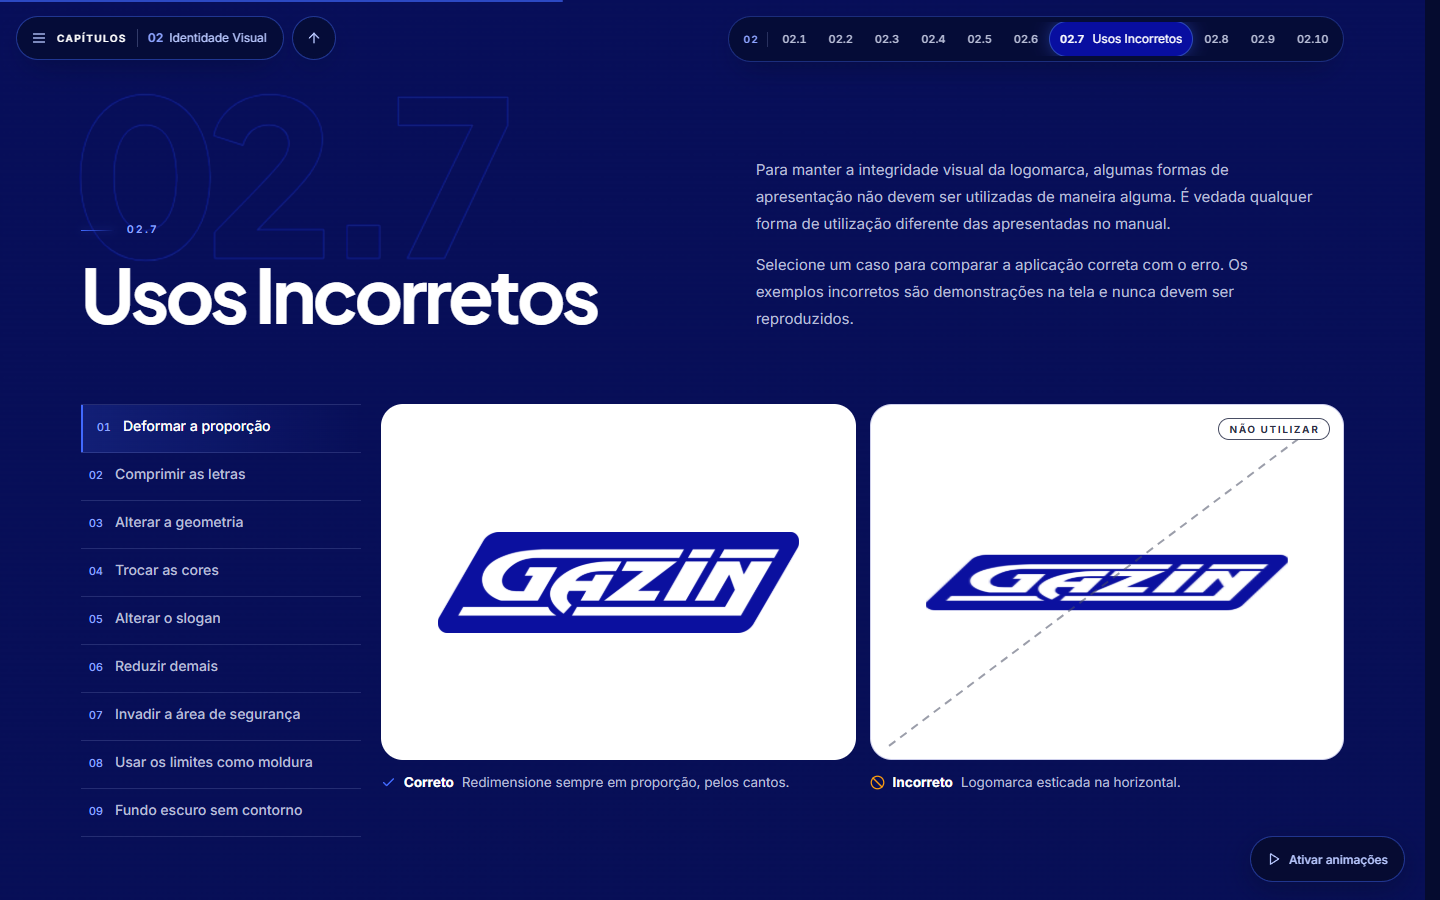 CAPÍTULOS 02 Identidade Visual
02 02.1 02.2 02.3 02.4 02.5 02.6 02.7 Usos Incorretos 02.8 02.9 02.10
02.7
02.7
Usos Incorretos
Para manter a integridade visual da logomarca, algumas formas de
apresentação não devem ser utilizadas de maneira alguma. É vedada qualquer
forma de utilização diferente das apresentadas no manual.
Selecione um caso para comparar a aplicação correta com o erro. Os
exemplos incorretos são demonstrações na tela e nunca devem ser
reproduzidos.
01 Deformar a proporção
02 Comprimir as letras
03 Alterar a geometria
04 Trocar as cores
05 Alterar o slogan
06 Reduzir demais
07 Invadir a área de segurança
08 Usar os limites como moldura
09 Fundo escuro sem contorno
GAZIN
Correto Redimensione sempre em proporção, pelos cantos.
NÃO UTILIZAR
GAZIN
Incorreto Logomarca esticada na horizontal.
Ativar animações